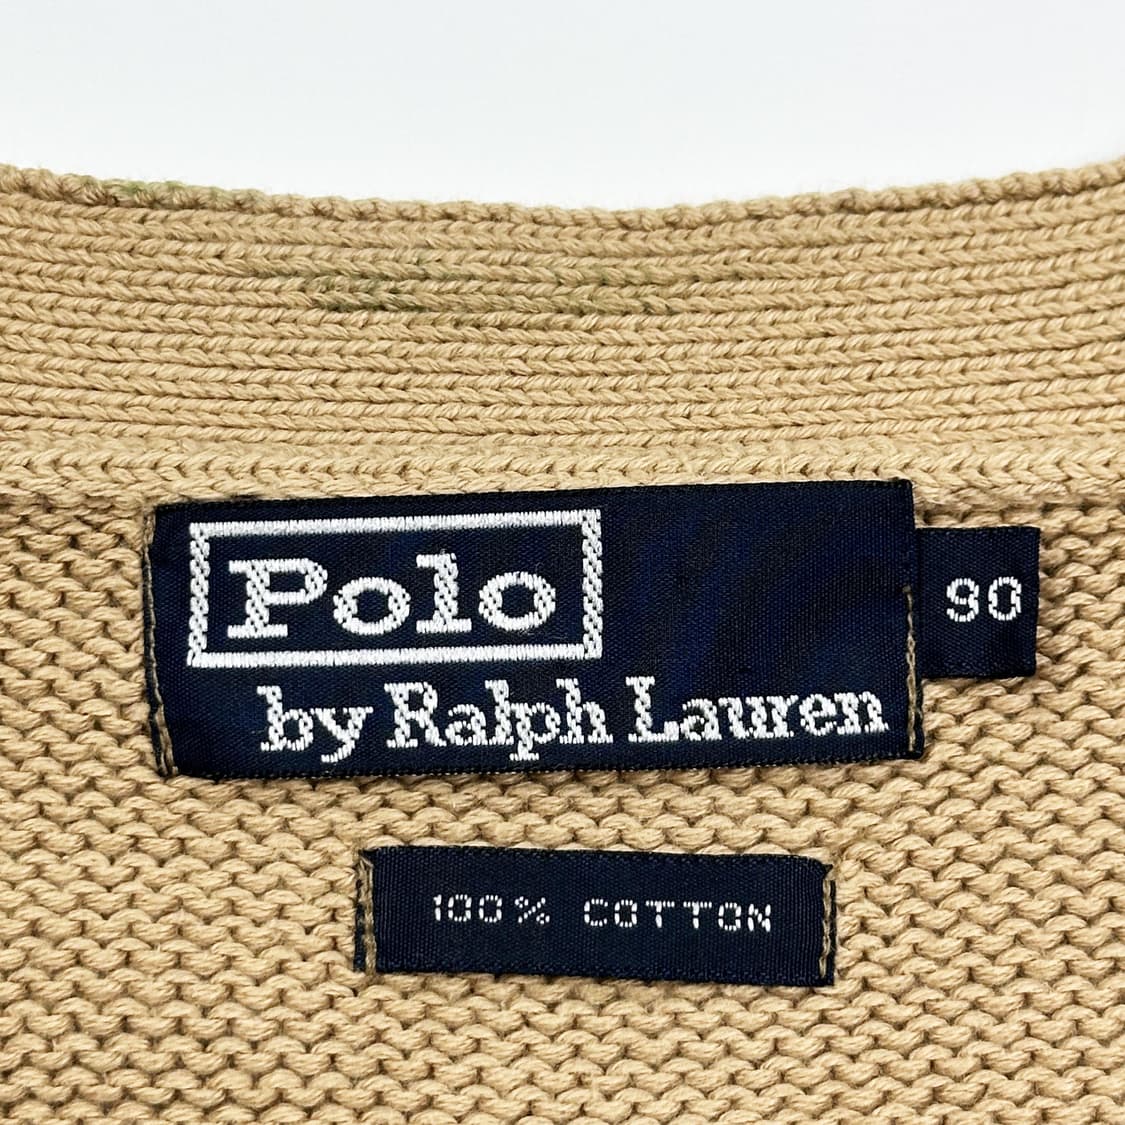 Polo
by Ralph Lauren
90
100% COTTON